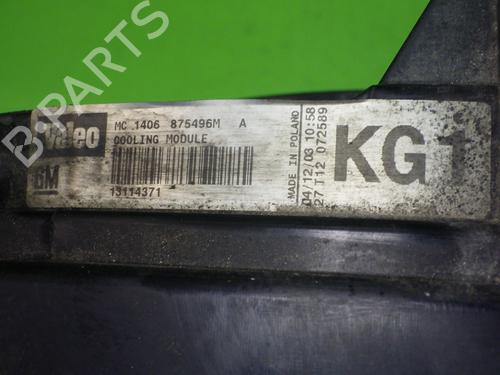 Valeo
MC 1406 875496M A
COOLING MODULE
GM
13114371
MADE IN POLAND
04/12/03 10:58
27 T12 072589
KG1
B-PARTS